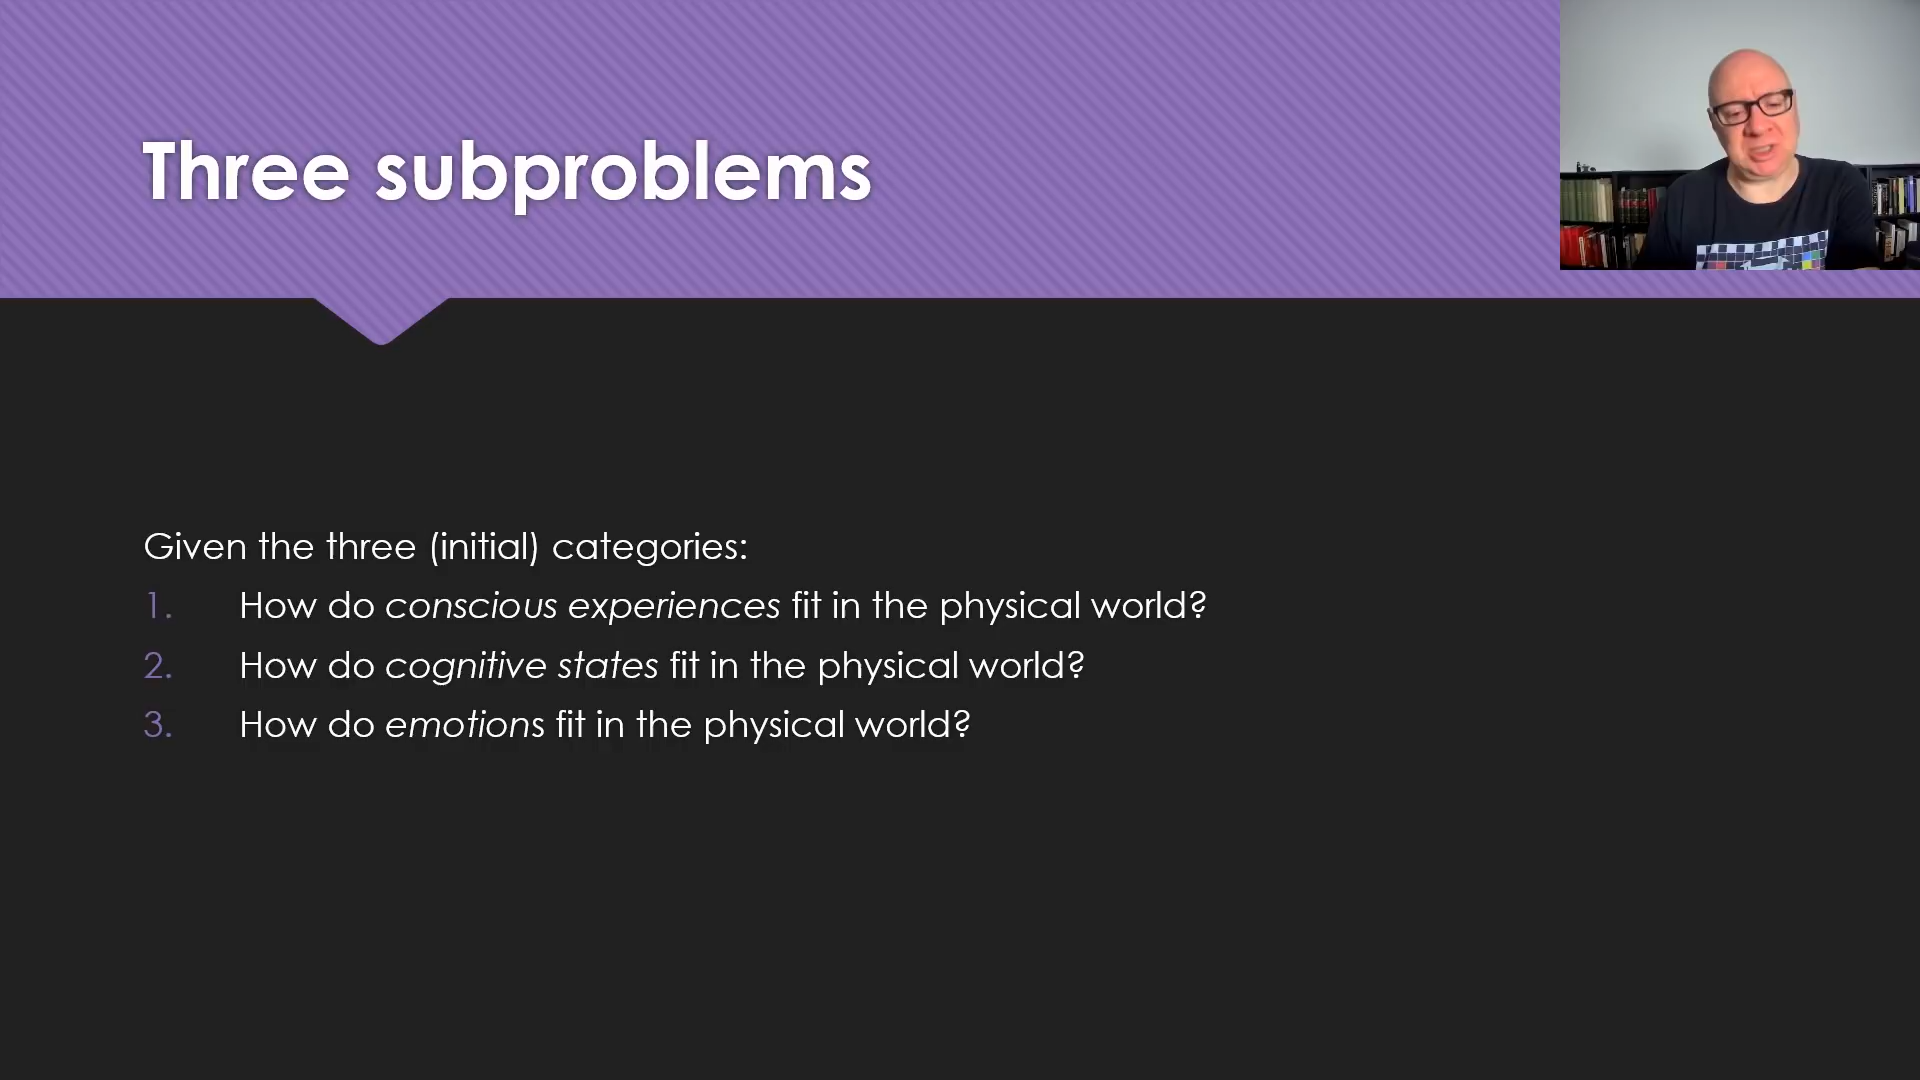 Three subproblems
Given the three (initial) categories:
1. How do conscious experiences fit in the physical world?
2. How do cognitive states fit in the physical world?
3. How do emotions fit in the physical world?